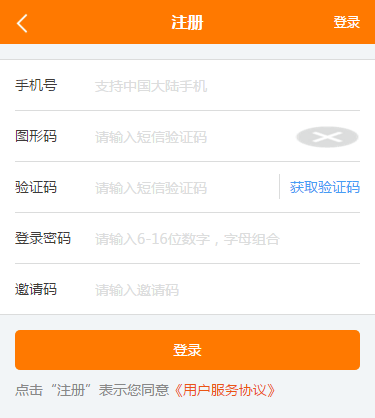 注册 登录
手机号 支持中国大陆手机
图形码 请输入短信验证码
验证码 请输入短信验证码 获取验证码
登录密码 请输入6-16位数字，字母组合
邀请码 请输入邀请码
登录
点击“注册”表示您同意《用户服务协议》